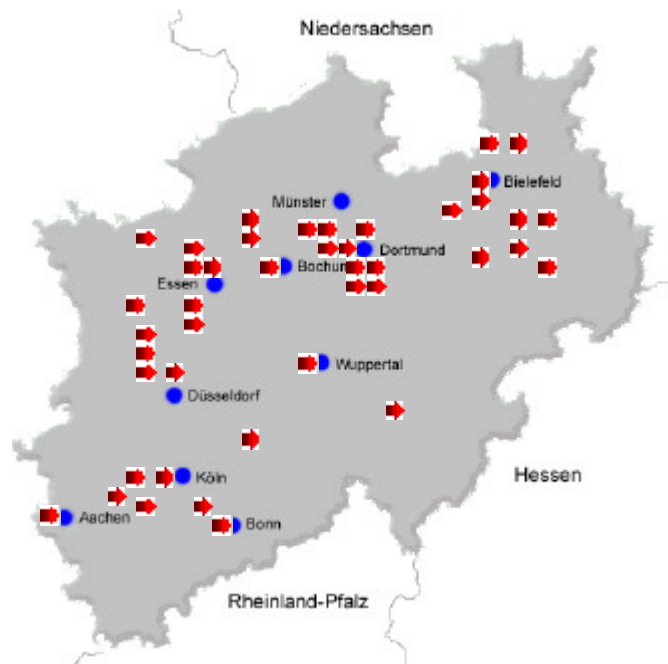 Niedersachsen
Bielefeld
Münster
Dortmund
Bochum
Essen
Wuppertal
Düsseldorf
Köln
Hessen
Aachen
Bonn
Rheinland-Pfalz